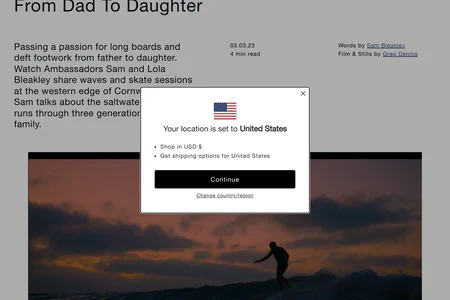 From Dad To Daughter
Passing a passion for long boards and
deft footwork from father to daughter.
Watch Ambassadors Sam and Lola
Bleakley share waves and skate sessions
at the western edge of Cornw
Sam talks about the saltwate
runs through three generation
family.
03.03.23
4 min read
Words by Sam Bleakley
Film & Stills by Greg Dennis
Your location is set to United States
Shop in USD $
Get shipping options for United States
Continue
Change country/region